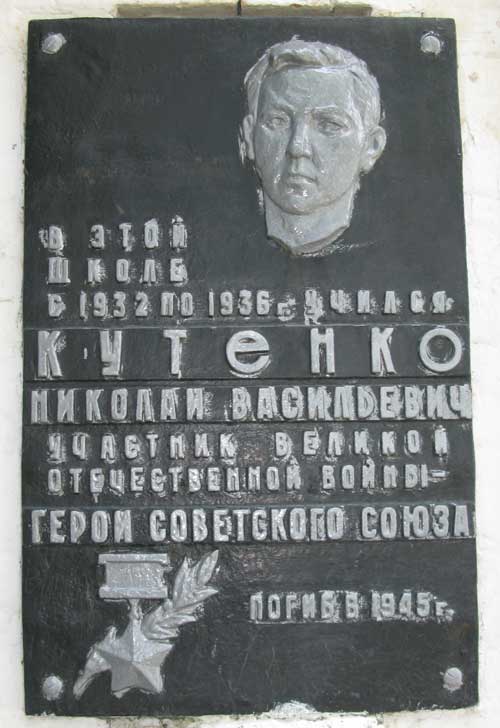 В ЭТОЙ
ШКОЛЕ
С 1932 ПО 1936 г. УЧИЛСЯ
КУТЕНКО
НИКОЛАЙ ВАСИЛЬЕВИЧ
УЧАСТНИК ВЕЛИКОЙ
ОТЕЧЕСТВЕННОЙ ВОЙНЫ-
ГЕРОЙ СОВЕТСКОГО СОЮЗА
ПОГИБ В 1945 г.